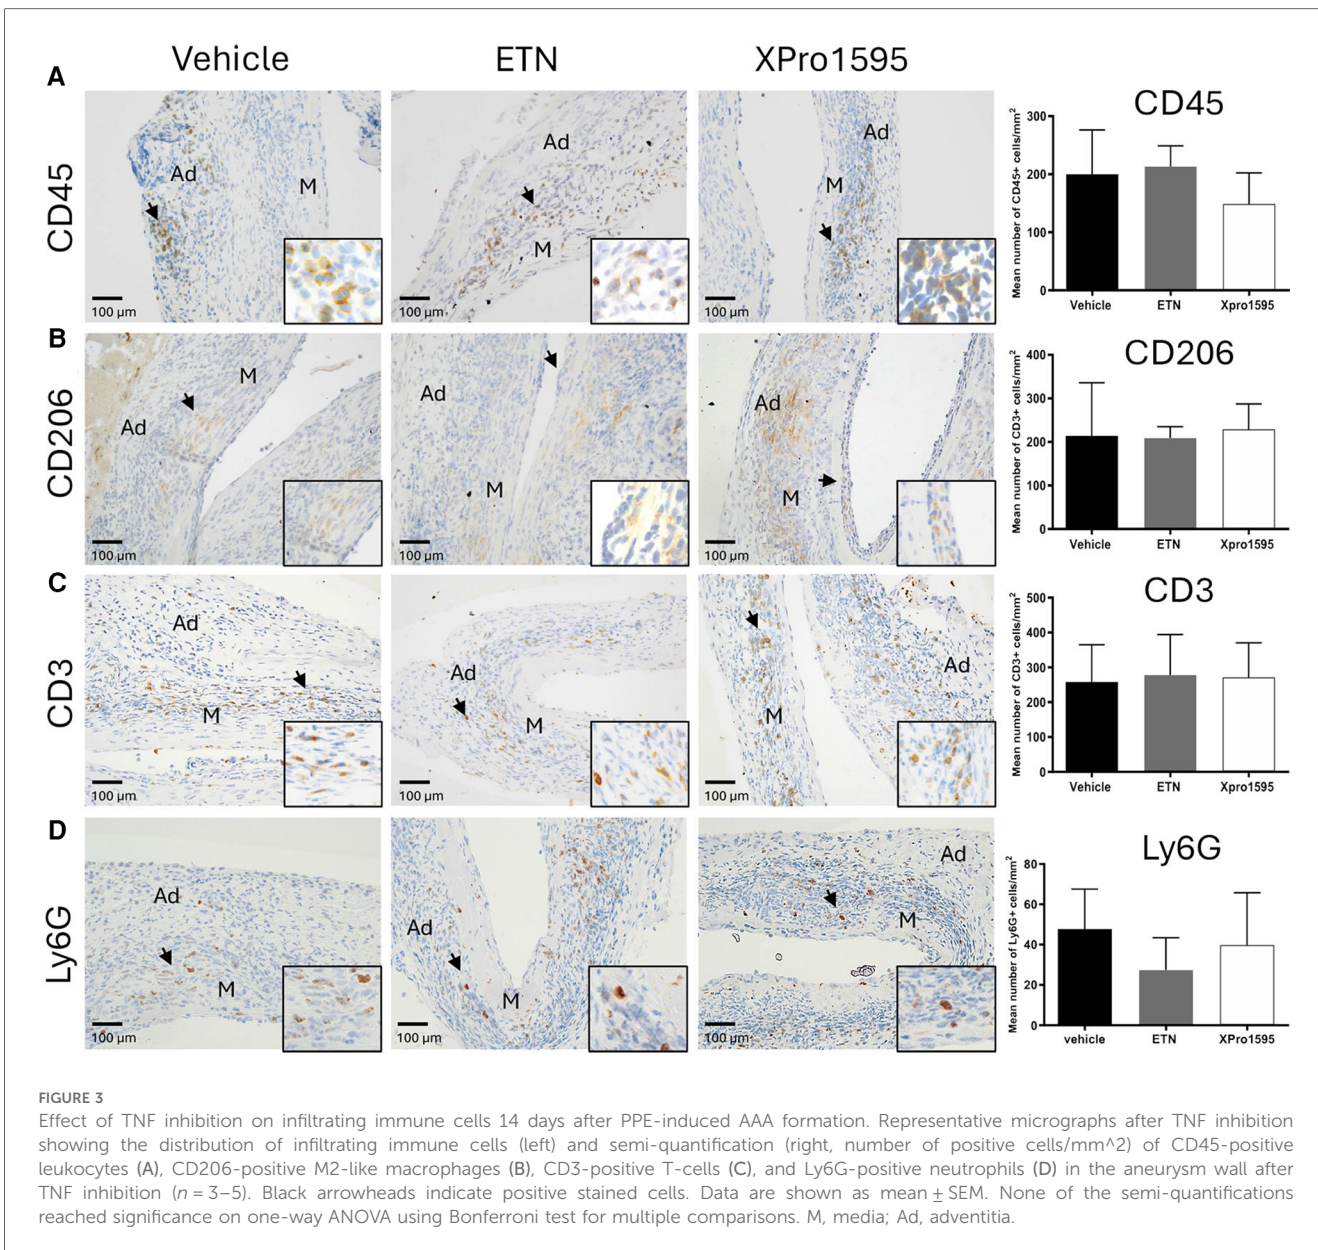 Vehicle ETN XPro1595
A
CD45
Ad
M
100 µm
Ad
M
100 µm
Ad
M
100 µm
CD45
Mean number of CD45+ cells/mm²
300
200
100
0
Vehicle ETN Xpro1595
B
CD206
M
Ad
100 µm
Ad
M
100 µm
Ad
M
100 µm
CD206
Mean number of CD3+ cells/mm²
400
300
200
100
0
Vehicle ETN Xpro1595
C
CD3
Ad
M
100 µm
Ad
M
100 µm
Ad
M
100 µm
CD3
Mean number of CD3+ cells/mm²
500
400
300
200
100
0
Vehicle ETN Xpro1595
D
Ly6G
Ad
M
100 µm
Ad
M
100 µm
Ad
M
100 µm
Ly6G
Mean number of Ly6G+ cells/mm²
80
60
40
20
0
vehicle ETN XPro1595
FIGURE 3
Effect of TNF inhibition on infiltrating immune cells 14 days after PPE-induced AAA formation. Representative micrographs after TNF inhibition
showing the distribution of infiltrating immune cells (left) and semi-quantification (right, number of positive cells/mm^2) of CD45-positive
leukocytes (A), CD206-positive M2-like macrophages (B), CD3-positive T-cells (C), and Ly6G-positive neutrophils (D) in the aneurysm wall after
TNF inhibition (n = 3–5). Black arrowheads indicate positive stained cells. Data are shown as mean ± SEM. None of the semi-quantifications
reached significance on one-way ANOVA using Bonferroni test for multiple comparisons. M, media; Ad, adventitia.